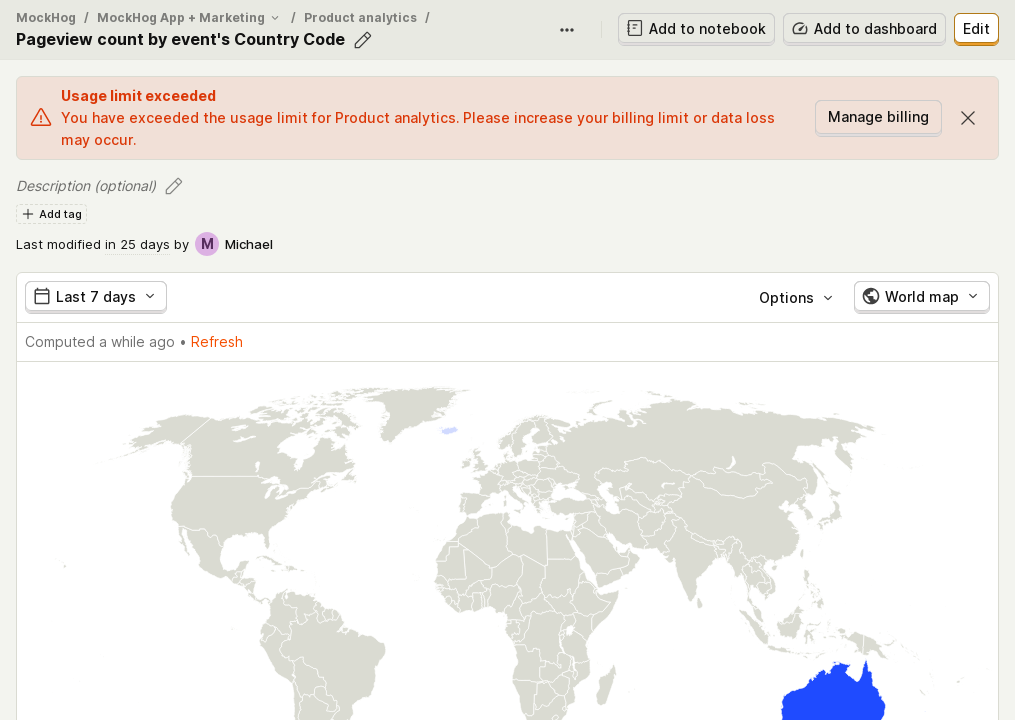 MockHog / MockHog App + Marketing / Product analytics /
Pageview count by event's Country Code
Add to notebook
Add to dashboard
Edit
Usage limit exceeded
You have exceeded the usage limit for Product analytics. Please increase your billing limit or data loss
may occur.
Manage billing
Description (optional)
Add tag
Last modified in 25 days by M Michael
Last 7 days
Options
World map
Computed a while ago • Refresh